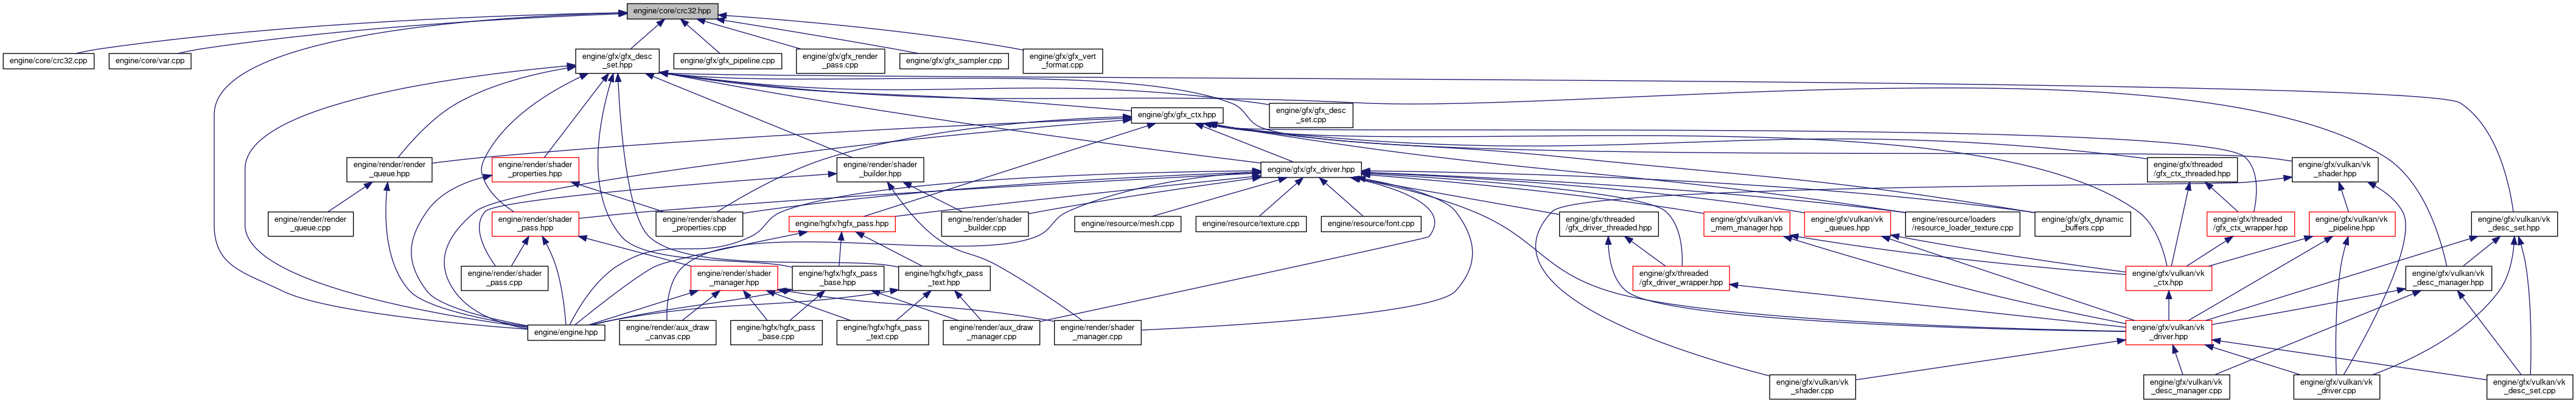 engine/core/crc32.hpp
engine/core/crc32.cpp
engine/core/var.cpp
engine/gfx/gfx_desc
_set.hpp
engine/gfx/gfx_pipeline.cpp
engine/gfx/gfx_render
_pass.cpp
engine/gfx/gfx_sampler.cpp
engine/gfx/gfx_vert
_format.cpp
engine/gfx/gfx_ctx.hpp
engine/gfx/gfx_desc
_set.cpp
engine/render/render
_queue.hpp
engine/render/shader
_properties.hpp
engine/render/shader
_builder.hpp
engine/gfx/gfx_driver.hpp
engine/gfx/threaded
/gfx_ctx_threaded.hpp
engine/gfx/vulkan/vk
_shader.hpp
engine/render/render
_queue.cpp
engine/render/shader
_pass.hpp
engine/render/shader
_properties.cpp
engine/hgfx/hgfx_pass.hpp
engine/render/shader
_builder.cpp
engine/resource/mesh.cpp
engine/resource/texture.cpp
engine/resource/font.cpp
engine/gfx/threaded
/gfx_driver_threaded.hpp
engine/gfx/vulkan/vk
_mem_manager.hpp
engine/gfx/vulkan/vk
_queues.hpp
engine/resource/loaders
/resource_loader_texture.cpp
engine/gfx/gfx_dynamic
_buffers.cpp
engine/gfx/threaded
/gfx_ctx_wrapper.hpp
engine/gfx/vulkan/vk
_pipeline.hpp
engine/gfx/vulkan/vk
_desc_set.hpp
engine/render/shader
_pass.cpp
engine/render/shader
_manager.hpp
engine/hgfx/hgfx_pass
_base.hpp
engine/hgfx/hgfx_pass
_text.hpp
engine/gfx/threaded
/gfx_driver_wrapper.hpp
engine/gfx/vulkan/vk
_ctx.hpp
engine/gfx/vulkan/vk
_desc_manager.hpp
engine/engine.hpp
engine/render/aux_draw
_canvas.cpp
engine/hgfx/hgfx_pass
_base.cpp
engine/hgfx/hgfx_pass
_text.cpp
engine/render/aux_draw
_manager.cpp
engine/render/shader
_manager.cpp
engine/gfx/vulkan/vk
_driver.hpp
engine/gfx/vulkan/vk
_shader.cpp
engine/gfx/vulkan/vk
_desc_manager.cpp
engine/gfx/vulkan/vk
_driver.cpp
engine/gfx/vulkan/vk
_desc_set.cpp